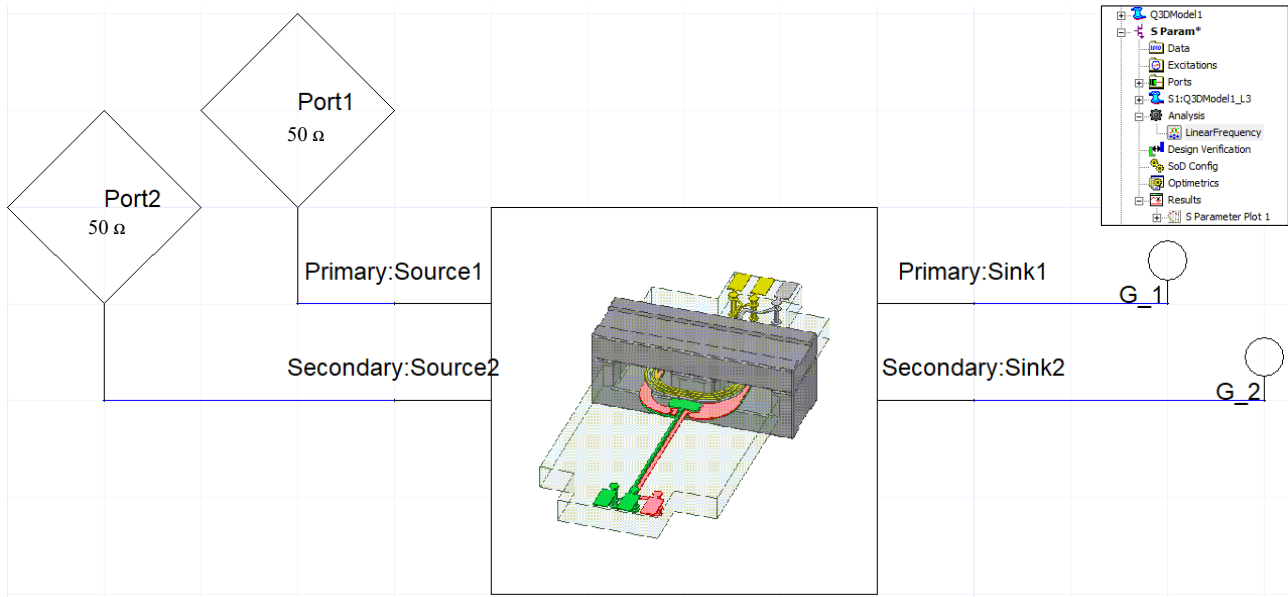 Port1
50 Ω
Port2
50 Ω
Primary:Source1
Secondary:Source2
Primary:Sink1
G_1
Secondary:Sink2
G_2
Q3DModel1
S Param*
Data
Excitations
Ports
S1:Q3DModel1_L3
Analysis
LinearFrequency
Design Verification
SoD Config
Optimetrics
Results
S Parameter Plot 1